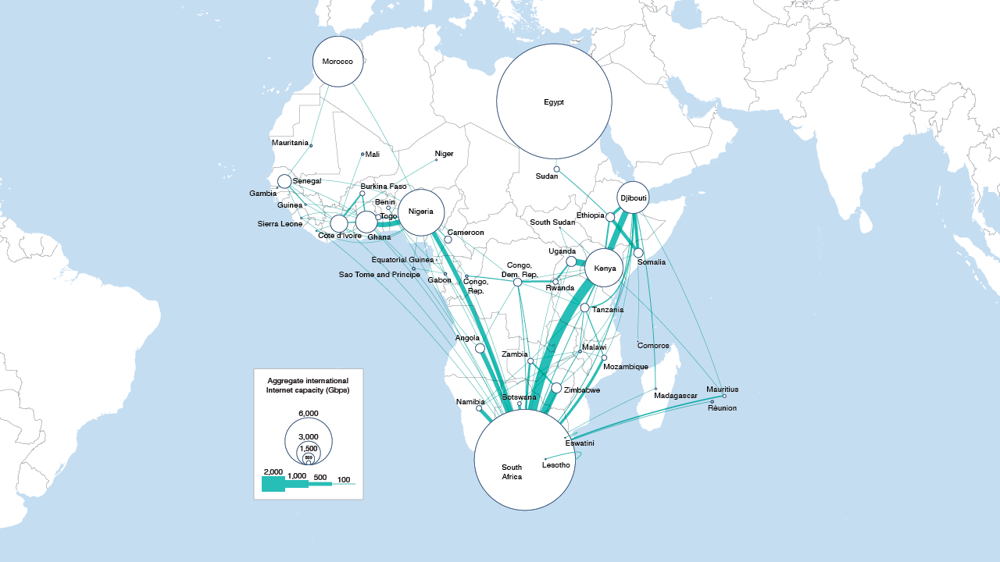 Morocco
Egypt
Mauritania
Mali
Niger
Sudan
Senegal
Burkina Faso
Gambia
Djibouti
Guinea
Benin
Nigeria
Togo
Ethiopia
Sierra Leone
South Sudan
Côte d'Ivoire
Ghana
Cameroon
Uganda
Equatorial Guinea
Somalia
Congo,
Dem. Rep.
Kenya
Sao Tome and Principe
Gabon
Congo,
Rep.
Rwanda
Tanzania
Angola
Comoros
Malawi
Zambia
Mozambique
Zimbabwe
Mauritius
Madagascar
Botswana
Namibia
Réunion
Eswatini
Lesotho
South
Africa
Aggregate international
Internet capacity (Gbps)
6,000
3,000
1,500
500
2,000
1,000
500
100